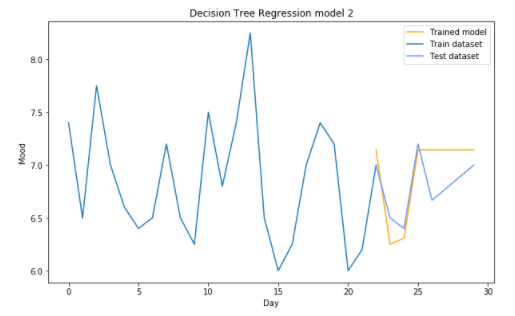 Decision Tree Regression model 2
Trained model
Train dataset
Test dataset
Mood
8.0
7.5
7.0
6.5
6.0
0 5 10 15 20 25 30
Day